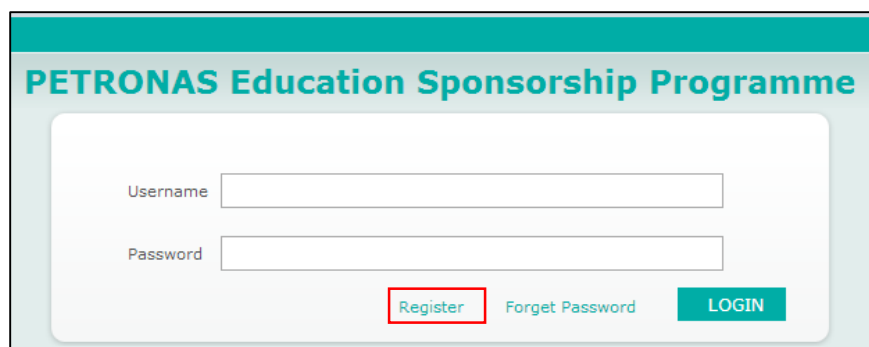 PETRONAS Education Sponsorship Programme
Username
Password
Register Forget Password LOGIN